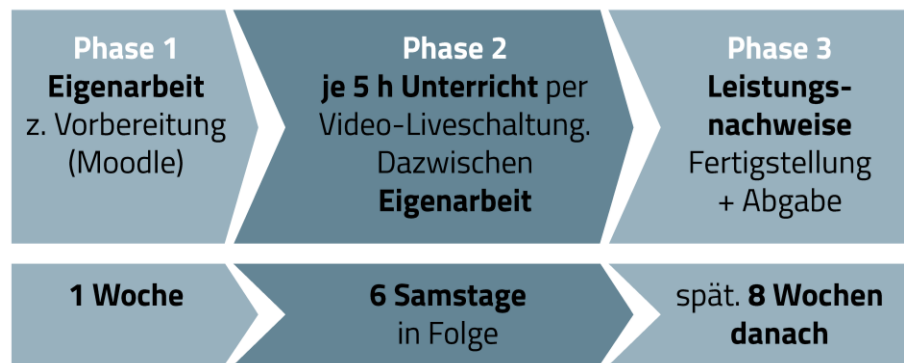 Phase 1
Eigenarbeit
z. Vorbereitung
(Moodle)
Phase 2
je 5 h Unterricht per
Video-Liveschaltung.
Dazwischen
Eigenarbeit
Phase 3
Leistungs-
nachweise
Fertigstellung
+ Abgabe
1 Woche
6 Samstage
in Folge
spät. 8 Wochen
danach